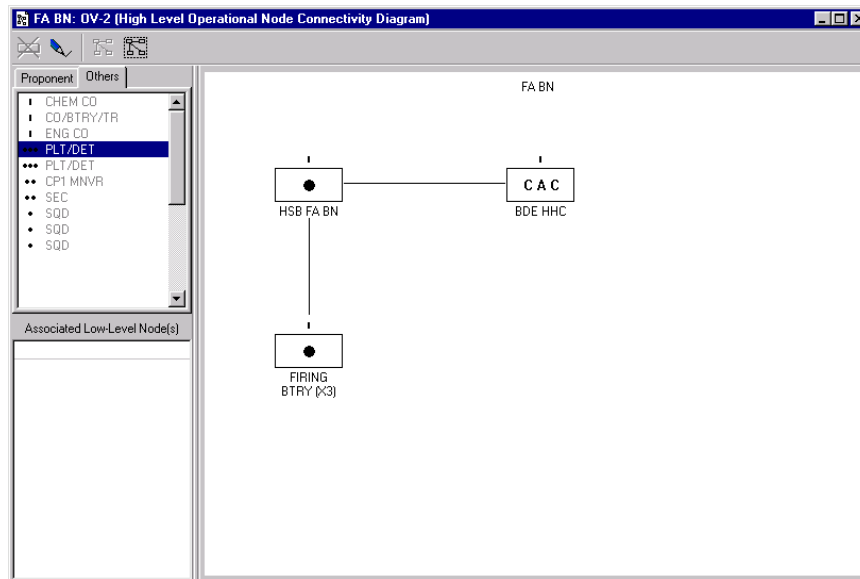 FA BN: OV-2 (High Level Operational Node Connectivity Diagram)
Proponent Others
CHEM CO
CO/BTRY/TR
ENG CO
PLT/DET
PLT/DET
CP1 MNVR
SEC
SQD
SQD
SQD
Associated Low-Level Node(s)
FA BN
C A C
HSB FA BN
BDE HHC
FIRING
BTRY (X3)